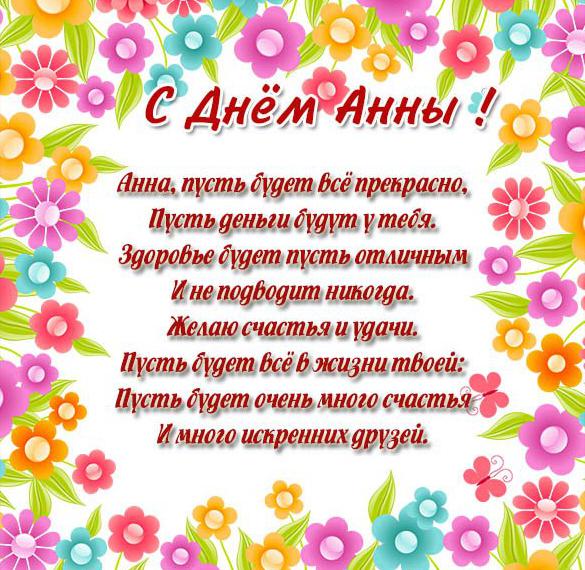 С Днём Анны !
Анна, пусть будет всё прекрасно,
Пусть деньги будут у тебя.
Здоровье будет пусть отличным
И не подводит никогда.
Желаю счастья и удачи.
Пусть будет всё в жизни твоей:
Пусть будет очень много счастья
И много искренних друзей.